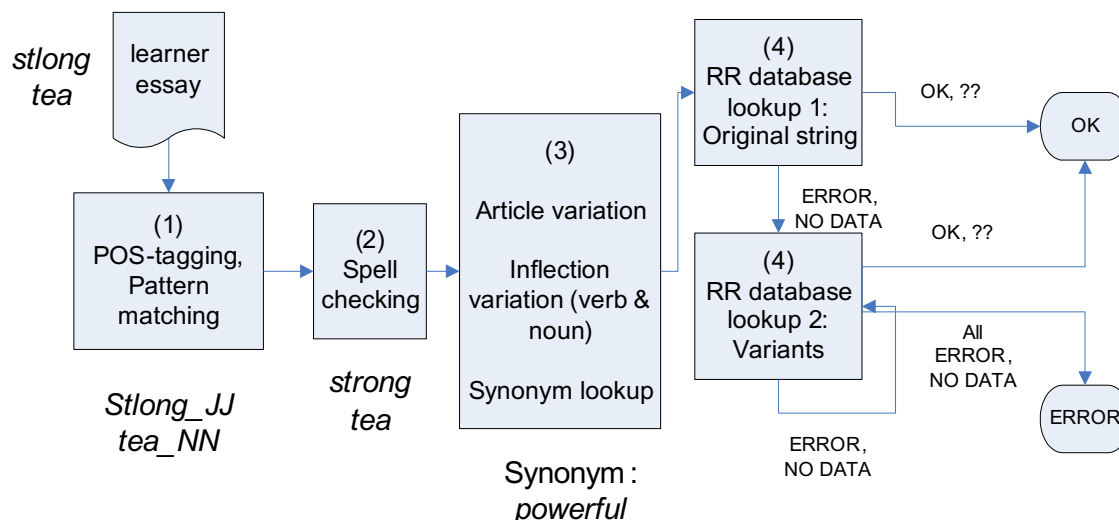 stlong
tea
learner
essay
(1)
POS-tagging,
Pattern
matching
Stlong_JJ
tea_NN
(2)
Spell
checking
strong
tea
(3)
Article variation
Inflection
variation (verb &
noun)
Synonym lookup
Synonym :
powerful
(4)
RR database
lookup 1:
Original string
OK, ??
OK
ERROR,
NO DATA
(4)
RR database
lookup 2:
Variants
OK, ??
All
ERROR,
NO DATA
ERROR
ERROR,
NO DATA